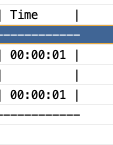 | Time |
------------
| 00:00:01 |
| |
| 00:00:01 |
------------